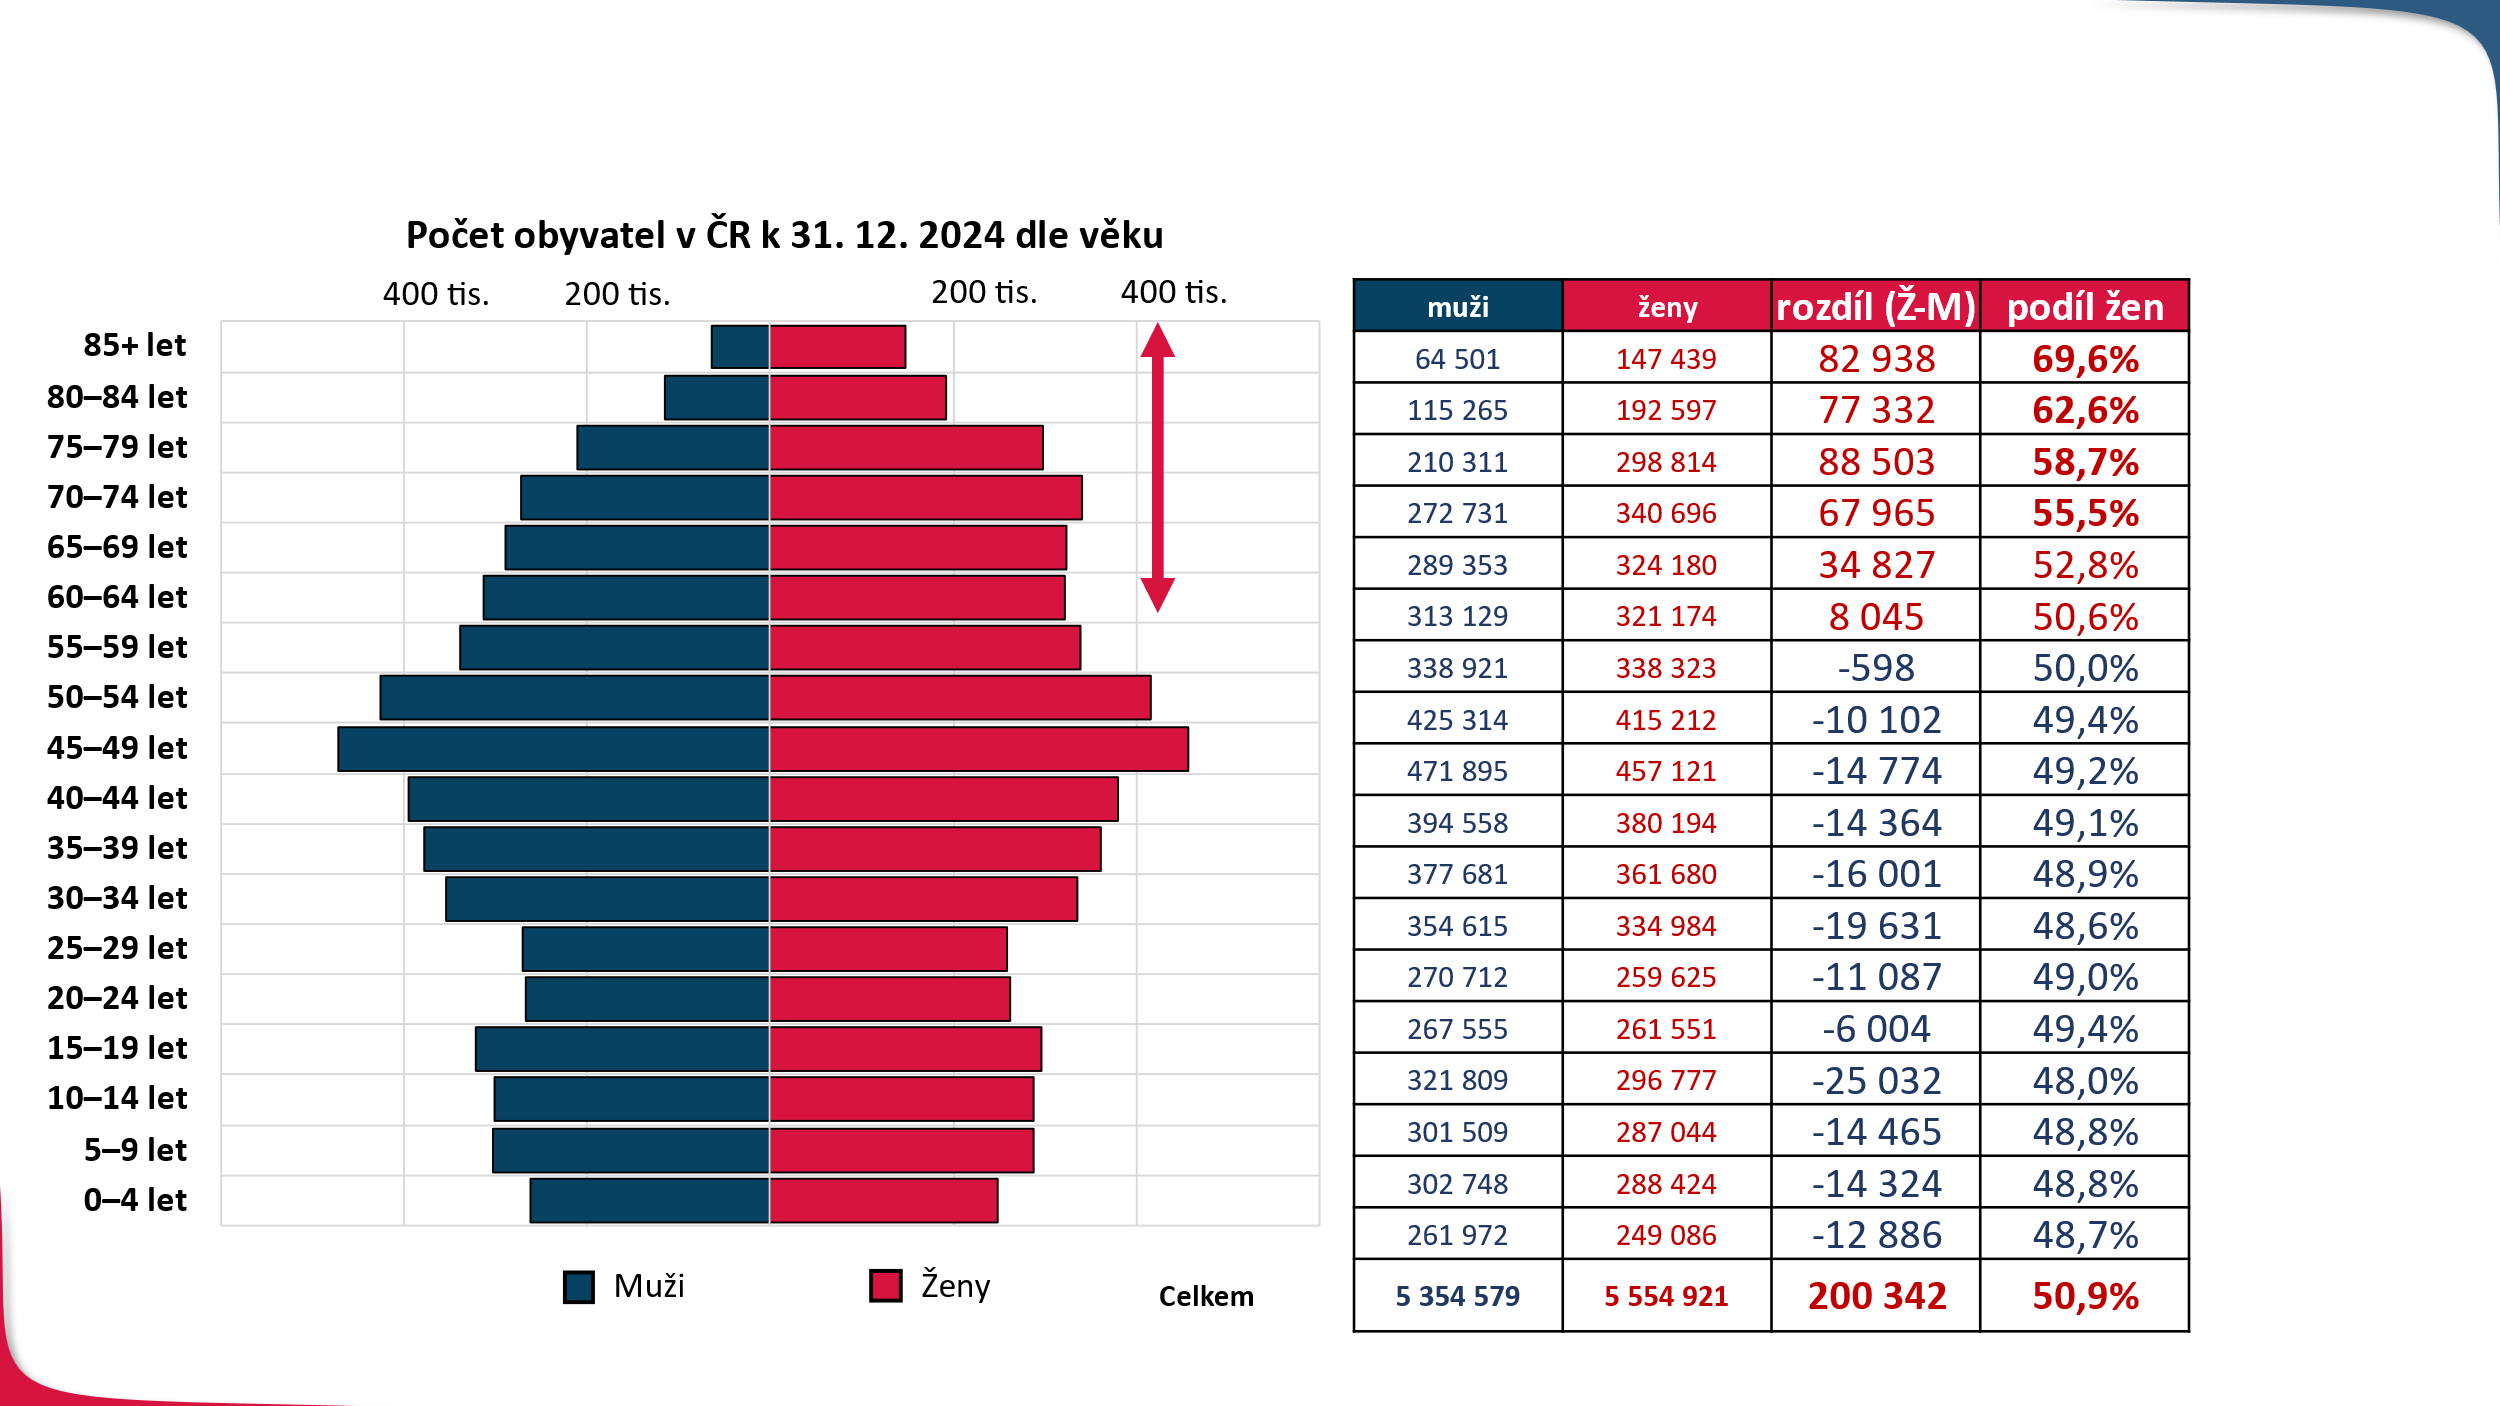 Počet obyvatel v ČR k 31. 12. 2024 dle věku
400 tis. 200 tis. 200 tis. 400 tis.
muži ženy rozdíl (Ž-M) podíl žen
85+ let 64 501 147 439 82 938 69,6%
80–84 let 115 265 192 597 77 332 62,6%
75–79 let 210 311 298 814 88 503 58,7%
70–74 let 272 731 340 696 67 965 55,5%
65–69 let 289 353 324 180 34 827 52,8%
60–64 let 313 129 321 174 8 045 50,6%
55–59 let 338 921 338 323 -598 50,0%
50–54 let 425 314 415 212 -10 102 49,4%
45–49 let 471 895 457 121 -14 774 49,2%
40–44 let 394 558 380 194 -14 364 49,1%
35–39 let 377 681 361 680 -16 001 48,9%
30–34 let 354 615 334 984 -19 631 48,6%
25–29 let 270 712 259 625 -11 087 49,0%
20–24 let 267 555 261 551 -6 004 49,4%
15–19 let 321 809 296 777 -25 032 48,0%
10–14 let 301 509 287 044 -14 465 48,8%
5–9 let 302 748 288 424 -14 324 48,8%
0–4 let 261 972 249 086 -12 886 48,7%
Muži Ženy Celkem 5 354 579 5 554 921 200 342 50,9%